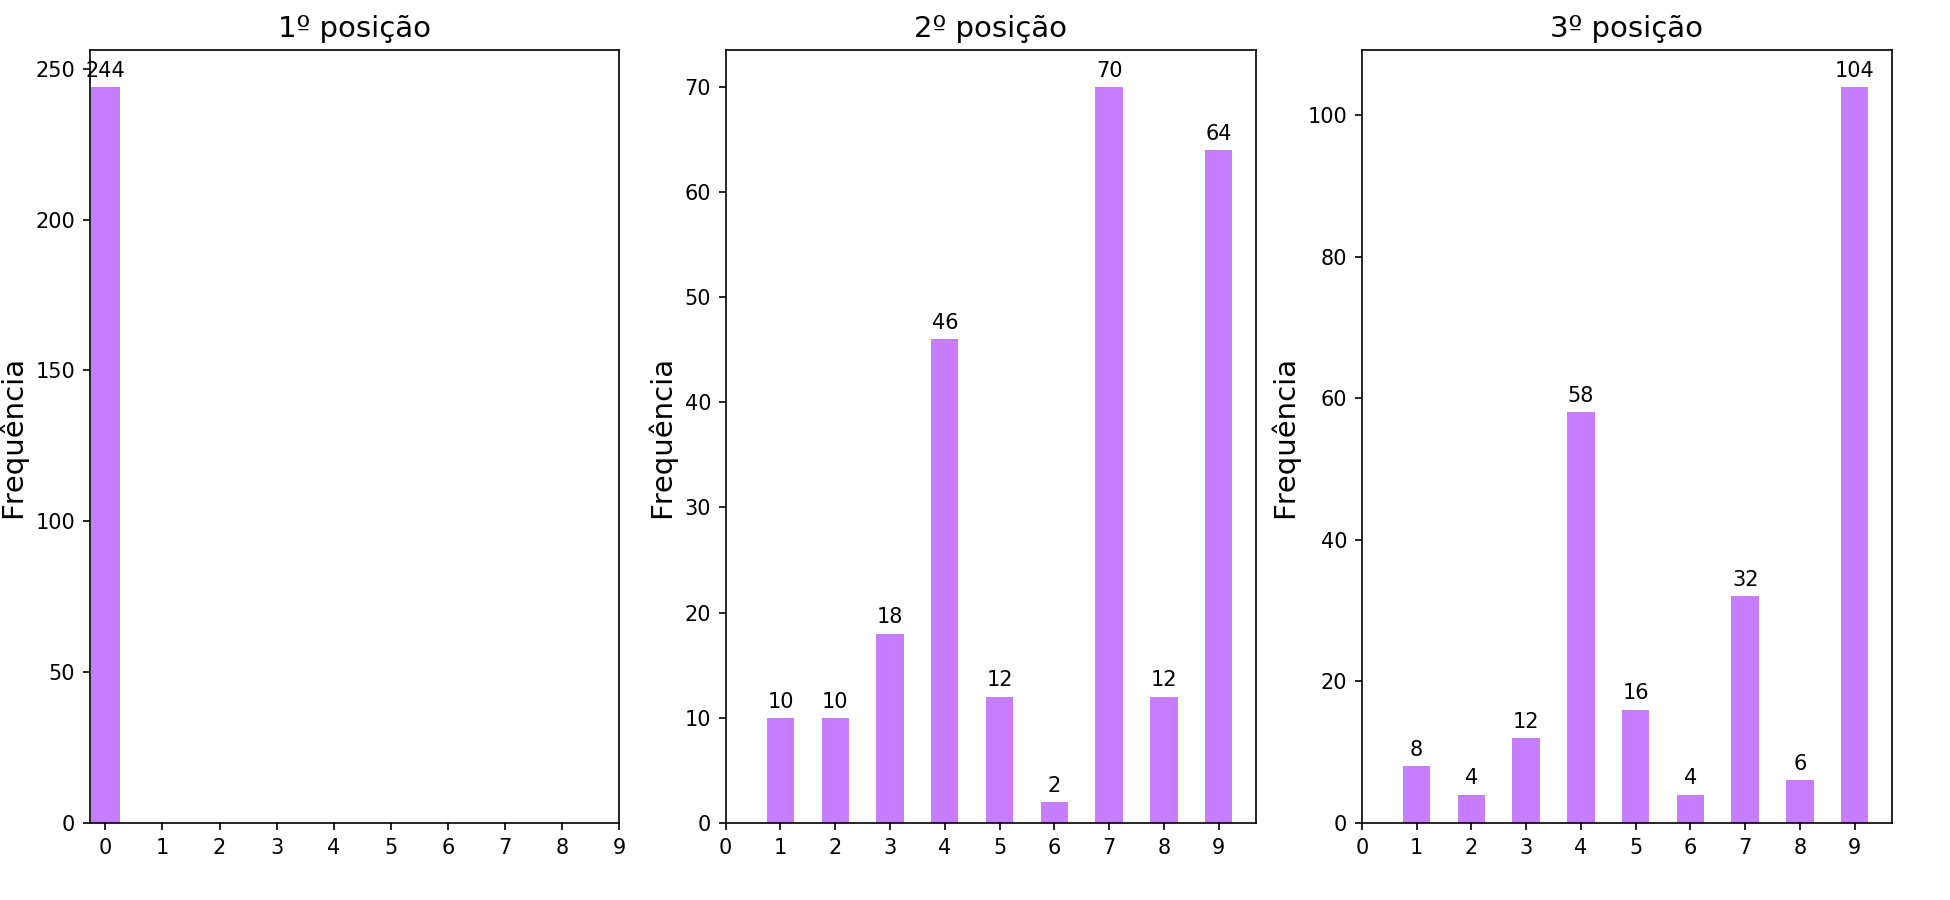 1º posição
250
244
200
150
100
50
0
Frequência
0 1 2 3 4 5 6 7 8 9
2º posição
70
60
50
40
30
20
10
0
Frequência
10 10 18 46 12 2 70 12 64
0 1 2 3 4 5 6 7 8 9
3º posição
100
80
60
40
20
0
Frequência
8 4 12 58 16 4 32 6 104
0 1 2 3 4 5 6 7 8 9